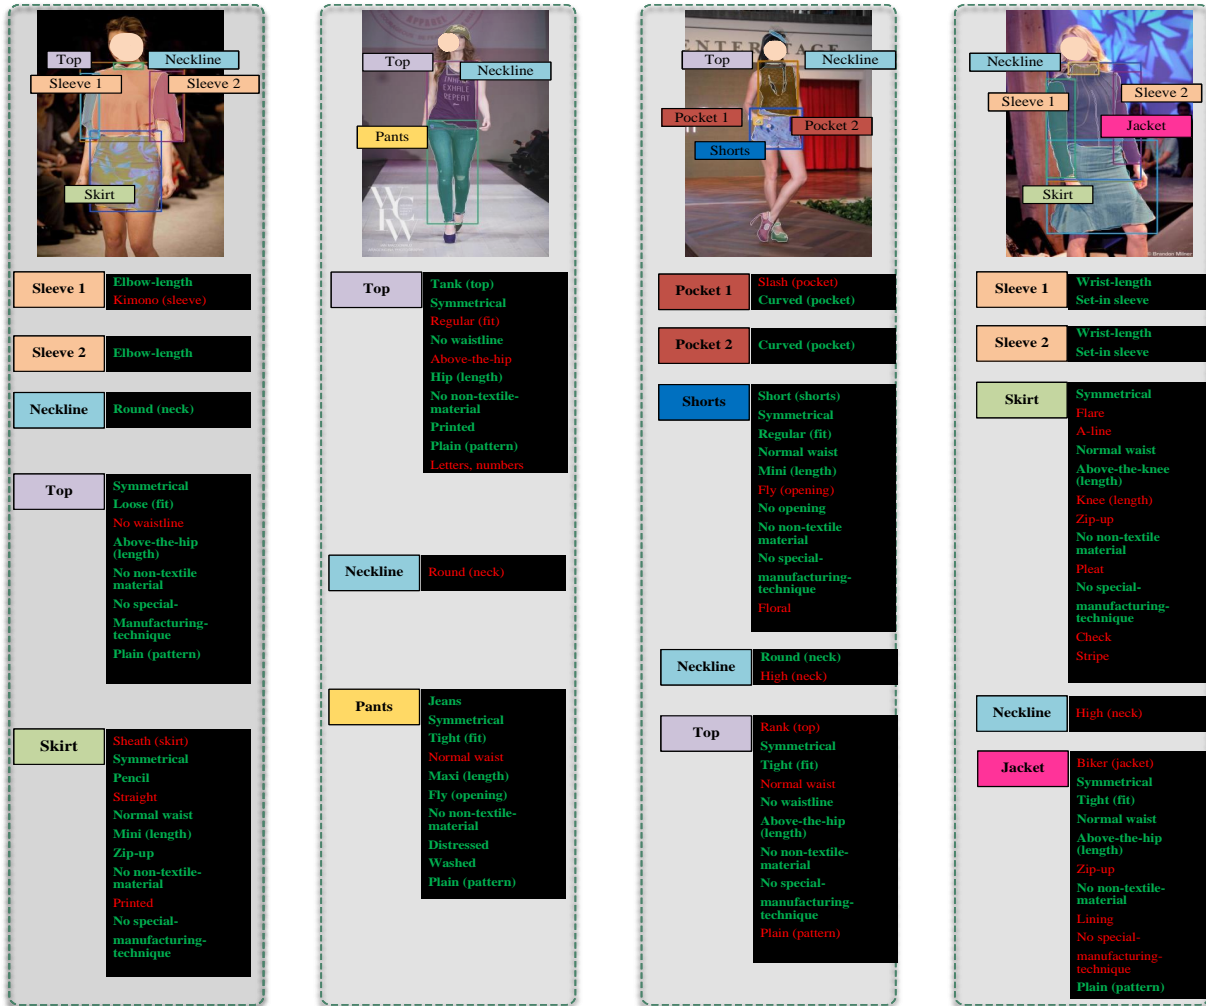 Top
Neckline
Sleeve 1
Sleeve 2
Skirt
Sleeve 1
Elbow-length
Kimono (sleeve)
Sleeve 2
Elbow-length
Neckline
Round (neck)
Top
Symmetrical
Loose (fit)
No waistline
Above-the-hip
(length)
No non-textile
material
No special-
Manufacturing-
technique
Plain (pattern)
Skirt
Sheath (skirt)
Symmetrical
Pencil
Straight
Normal waist
Mini (length)
Zip-up
No non-textile-
material
Printed
No special-
manufacturing-
technique
APPAREL
Top
Neckline
INHALE
EXHALE
REPEAT
Pants
Top
Tank (top)
Symmetrical
Regular (fit)
No waistline
Above-the-hip
Hip (length)
No non-textile-
material
Printed
Plain (pattern)
Letters, numbers
Neckline
Round (neck)
Pants
Jeans
Symmetrical
Tight (fit)
Normal waist
Maxi (length)
Fly (opening)
No non-textile-
material
Distressed
Washed
Plain (pattern)
ENTERSTAGE
Top
Neckline
Pocket 1
Pocket 2
Shorts
Pocket 1
Slash (pocket)
Curved (pocket)
Pocket 2
Curved (pocket)
Shorts
Short (shorts)
Symmetrical
Regular (fit)
Normal waist
Mini (length)
Fly (opening)
No opening
No non-textile
material
No special-
manufacturing-
technique
Floral
Neckline
Round (neck)
High (neck)
Top
Rank (top)
Symmetrical
Tight (fit)
Normal waist
No waistline
Above-the-hip
(length)
No non-textile-
material
No special-
manufacturing-
technique
Plain (pattern)
Neckline
Sleeve 1
Sleeve 2
Jacket
Skirt
© Brandon Milner
Sleeve 1
Wrist-length
Set-in sleeve
Sleeve 2
Wrist-length
Set-in sleeve
Skirt
Symmetrical
Flare
A-line
Normal waist
Above-the-knee
(length)
Knee (length)
Zip-up
No non-textile
material
Pleat
No special-
manufacturing-
technique
Check
Stripe
Neckline
High (neck)
Jacket
Biker (jacket)
Symmetrical
Tight (fit)
Normal waist
Above-the-hip
(length)
Zip-up
No non-textile-
material
Lining
No special-
manufacturing-
technique
Plain (pattern)